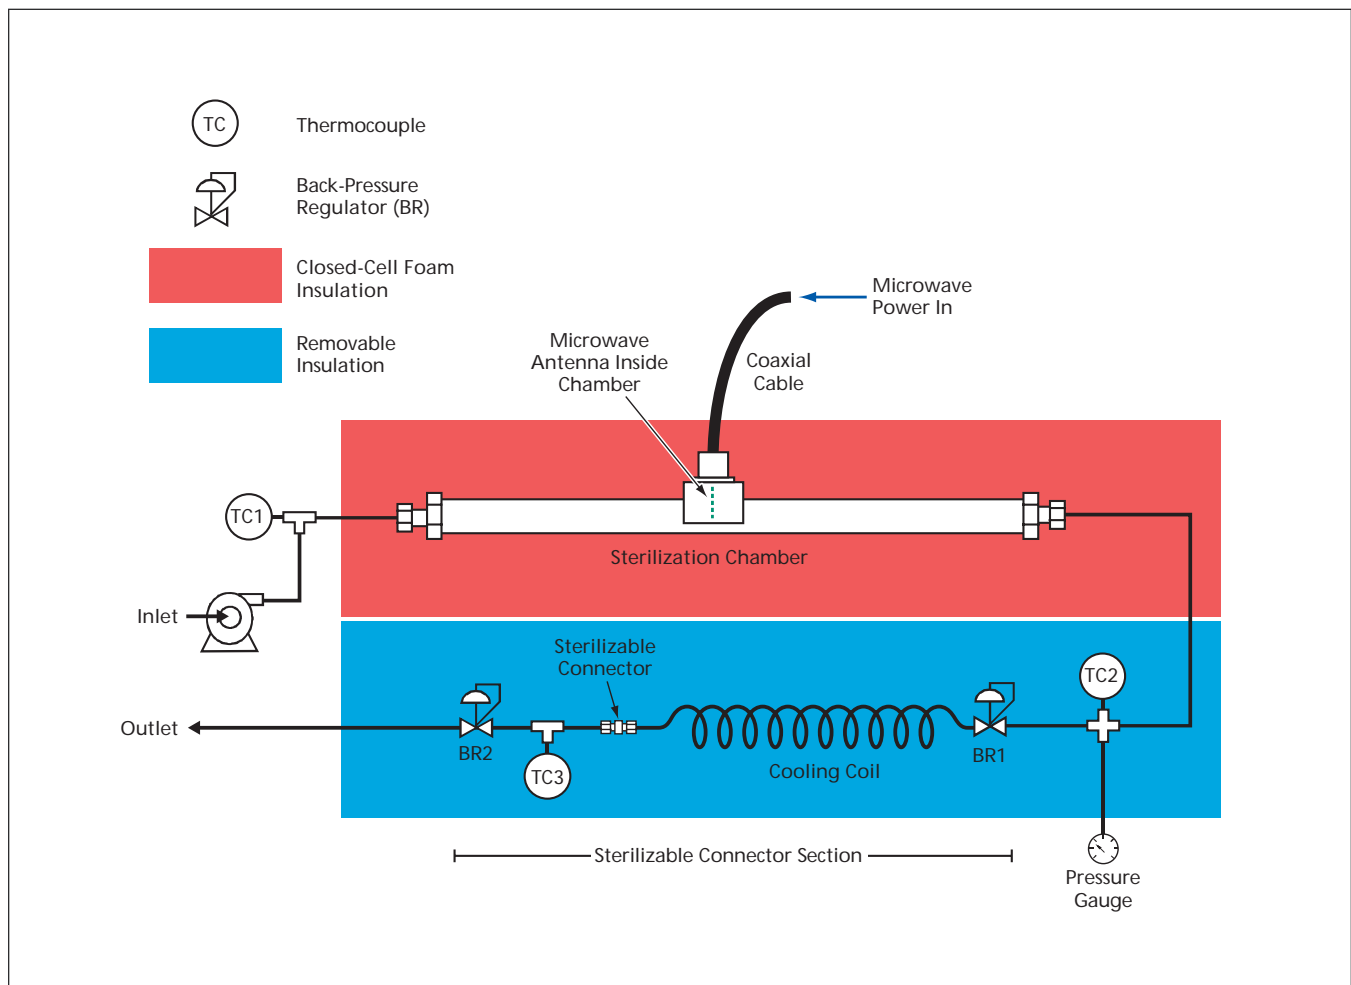 TC
Thermocouple
Back-Pressure
Regulator (BR)
Closed-Cell Foam
Insulation
Removable
Insulation
Microwave
Power In
Microwave
Antenna Inside
Chamber
Coaxial
Cable
TC1
Sterilization Chamber
Inlet
Sterilizable
Connector
TC2
Outlet
BR2
TC3
Cooling Coil
BR1
Sterilizable Connector Section
Pressure
Gauge